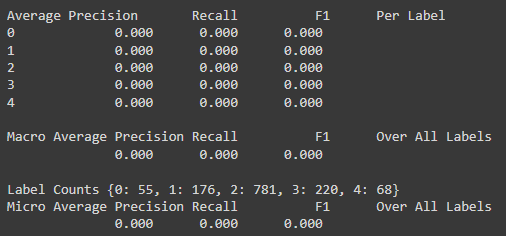 Average Precision Recall F1 Per Label
0 0.000 0.000 0.000
1 0.000 0.000 0.000
2 0.000 0.000 0.000
3 0.000 0.000 0.000
4 0.000 0.000 0.000
Macro Average Precision Recall F1 Over All Labels
0.000 0.000 0.000
Label Counts {0: 55, 1: 176, 2: 781, 3: 220, 4: 68}
Micro Average Precision Recall F1 Over All Labels
0.000 0.000 0.000